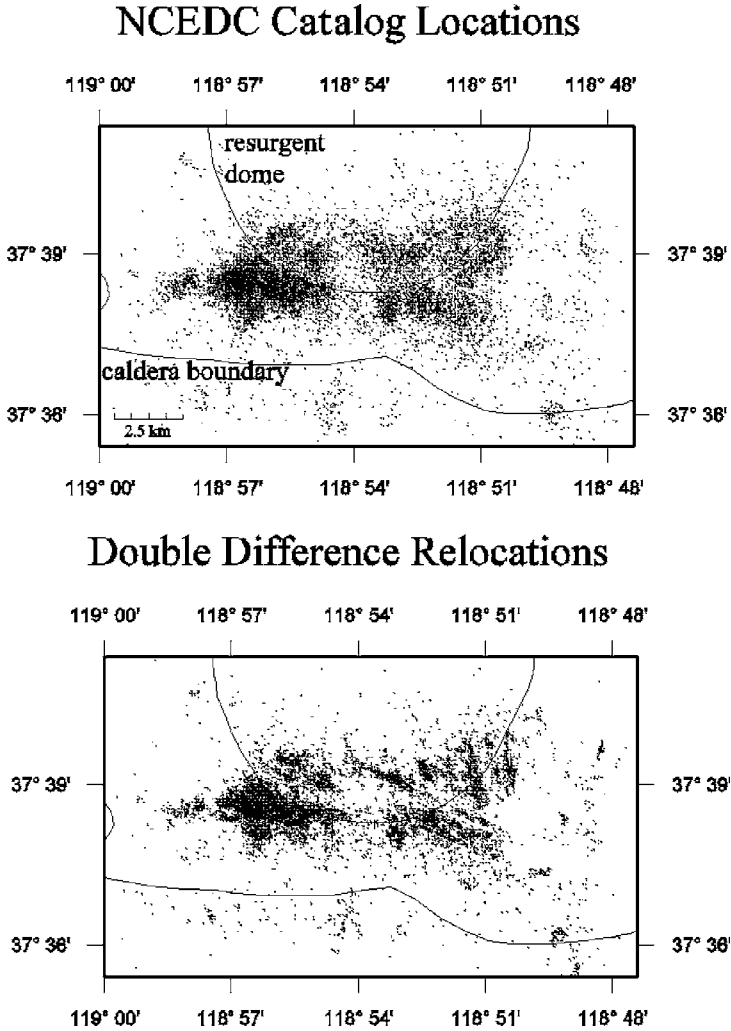 NCEDC Catalog Locations
119° 00' 118° 57' 118° 54' 118° 51' 118° 48'
resurgent
dome
37° 39' 37° 39'
caldera boundary
37° 36' 37° 36'
2.5 km
119° 00' 118° 57' 118° 54' 118° 51' 118° 48'
Double Difference Relocations
119° 00' 118° 57' 118° 54' 118° 51' 118° 48'
37° 39' 37° 39'
37° 36' 37° 36'
119° 00' 118° 57' 118° 54' 118° 51' 118° 48'